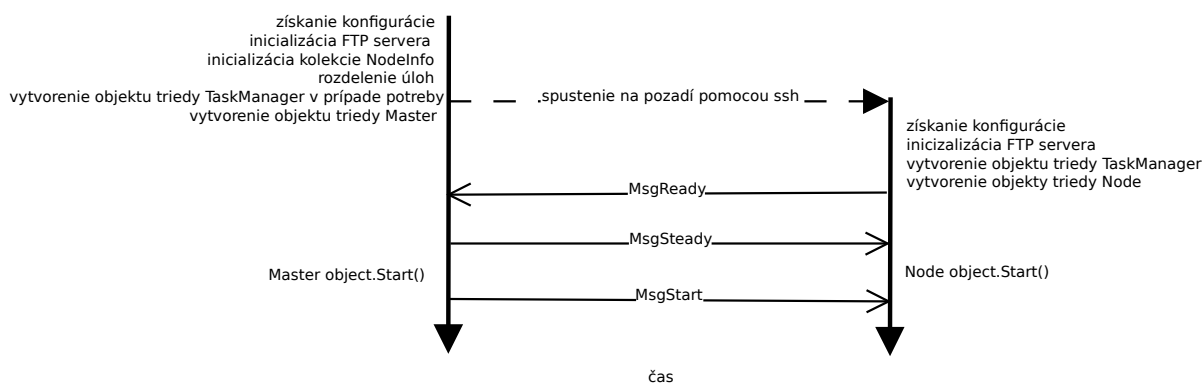 získanie konfigurácie
inicializácia FTP servera
inicializácia kolekcie NodeInfo
rozdelenie úloh
vytvorenie objektu triedy TaskManager v prípade potreby
vytvorenie objektu triedy Master
spustenie na pozadí pomocou ssh
získanie konfigurácie
inicizalizácia FTP servera
vytvorenie objektu triedy TaskManager
vytvorenie objekty triedy Node
MsgReady
MsgSteady
Master object.Start()
Node object.Start()
MsgStart
čas